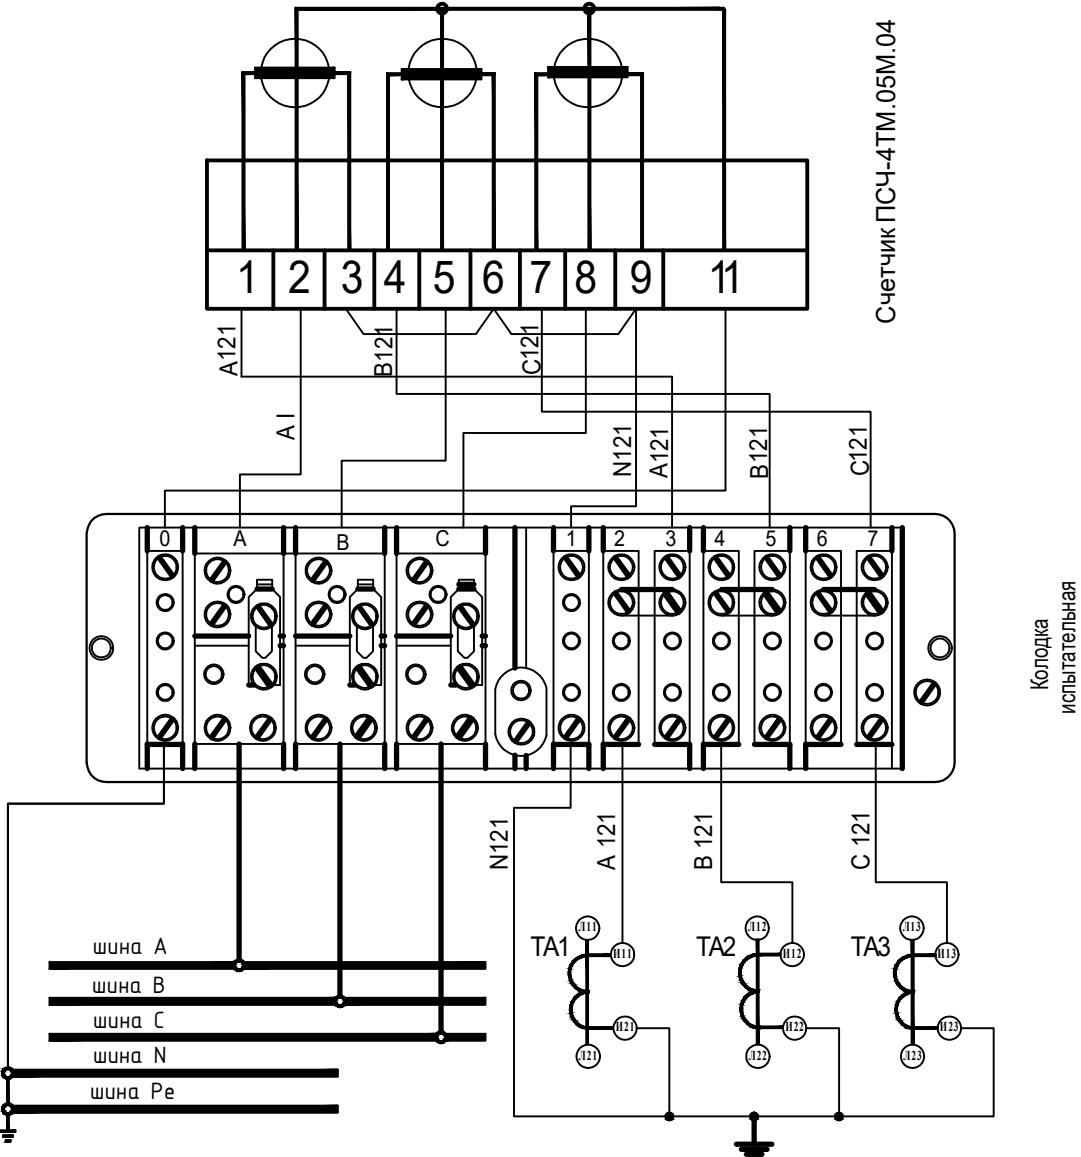 Счетчик ПСЧ-4ТМ.05М.04
1 2 3 4 5 6 7 8 9 11
A121
B121
C121
A I
N121
A121
B121
C121
0 A B C 1 2 3 4 5 6 7
Колодка
испытательная
N121
A 121
B 121
C 121
шина A
шина B
шина C
шина N
шина Pe
Л11
Л12
Л13
TA1
TA2
TA3
И11
И12
И13
И21
И22
И23
Л21
Л22
Л23